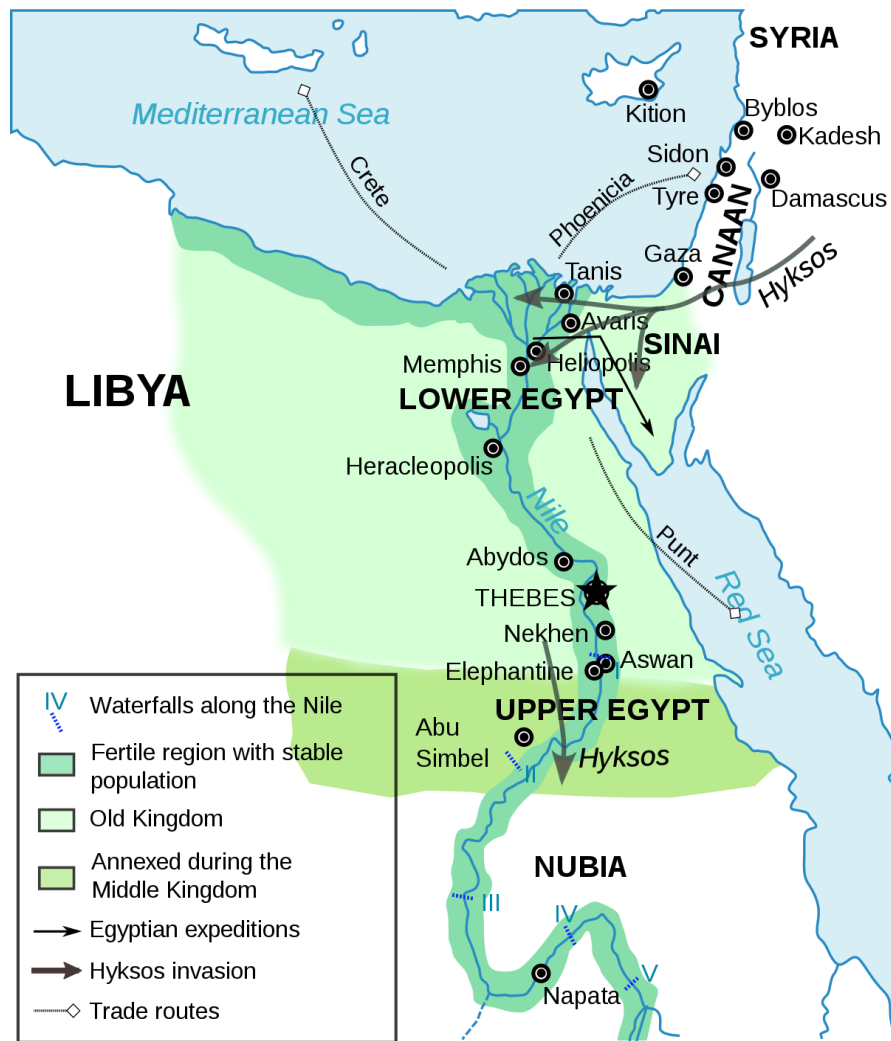 SYRIA
Mediterranean Sea
Kition
Byblos
Kadesh
Sidon
Crete
Phoenicia
Tyre
Damascus
CANAAN
Gaza
Hyksos
Tanis
Avaris
SINAI
Memphis
Heliopolis
LIBYA
LOWER EGYPT
Heracleopolis
Nile
Punt
Abydos
Red Sea
THEBES
Nekhen
Aswan
Elephantine
I
UPPER EGYPT
Abu
Simbel
Hyksos
II
NUBIA
III
IV
V
Napata
IV
Waterfalls along the Nile
Fertile region with stable
population
Old Kingdom
Annexed during the
Middle Kingdom
Egyptian expeditions
Hyksos invasion
Trade routes